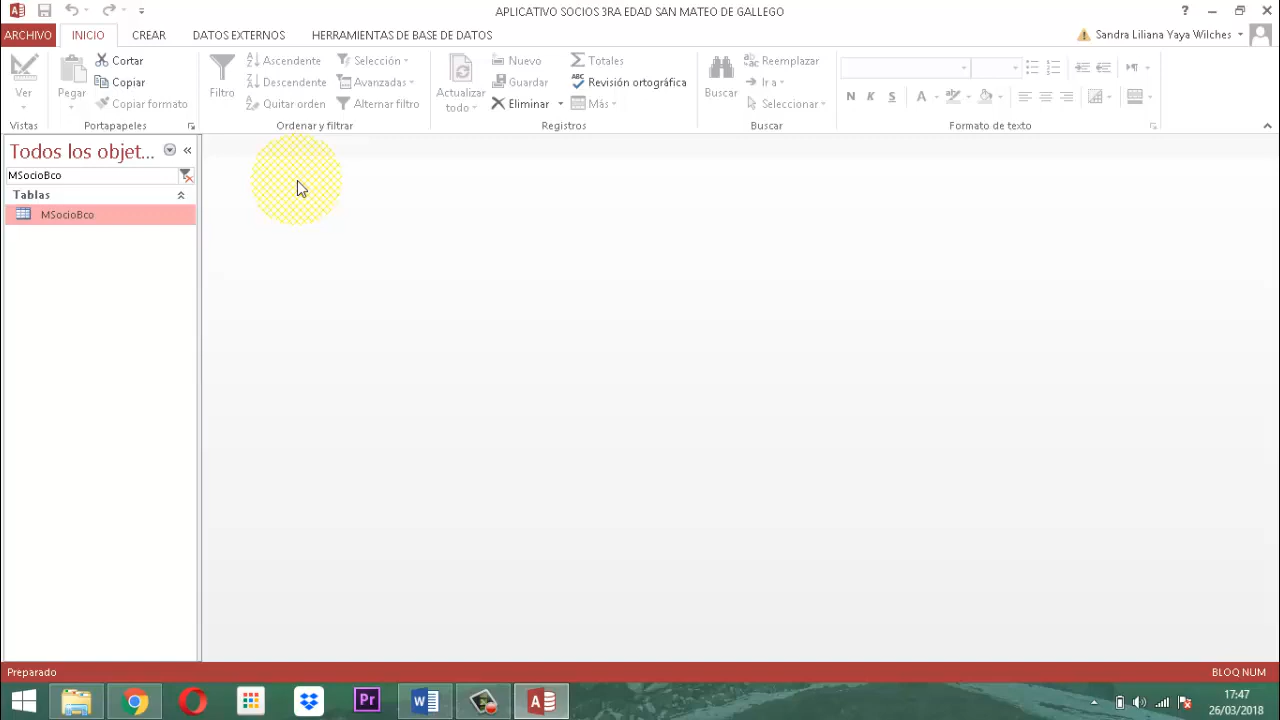 APLICATIVO SOCIOS 3RA EDAD SAN MATEO DE GALLEGO
ARCHIVO INICIO CREAR DATOS EXTERNOS HERRAMIENTAS DE BASE DE DATOS Sandra Liliana Yaya Wilches
Ver
Vistas
Pegar
Cortar
Copiar
Copiar formato
Portapapeles
Filtro
Ascendente
Descendente
Quitar orden
Selección
Avanzadas
Alternar filtro
Ordenar y filtrar
Actualizar
todo
Nuevo
Guardar
Eliminar
Totales
Revisión ortográfica
Más
Registros
Buscar
Reemplazar
Ir a
Seleccionar
Buscar
N K S A
Formato de texto
Todos los objet...
MSocioBco
Tablas
MSocioBco
Preparado
BLOQ NUM
Pr
17:47
26/03/2018